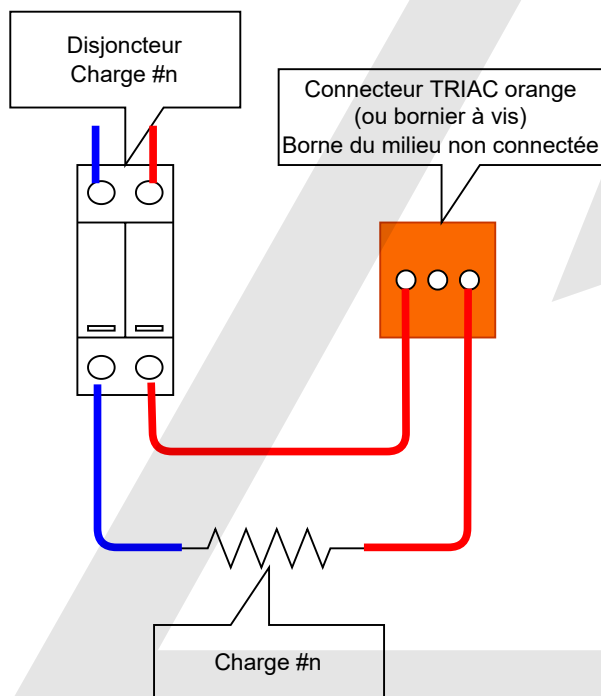 Disjoncteur
Charge #n
Connecteur TRIAC orange
(ou bornier à vis)
Borne du milieu non connectée
Charge #n